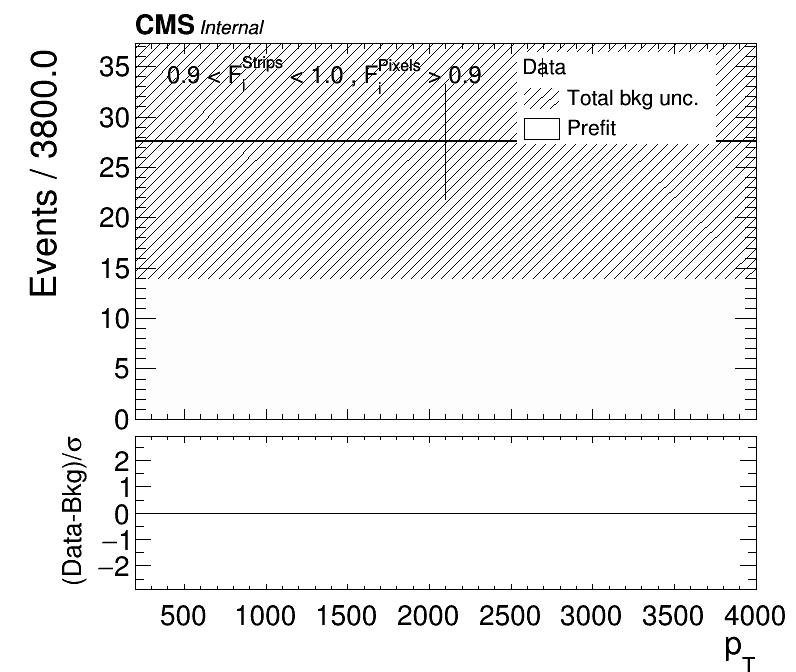 CMS Internal
Events / 3800.0
35
30
25
20
15
10
5
0
0.9 < F_i^Strips < 1.0 , F_i^Pixels > 0.9
Data
Total bkg unc.
Prefit
(Data-Bkg)/σ
2
1
0
−1
−2
500 1000 1500 2000 2500 3000 3500 4000
p_T